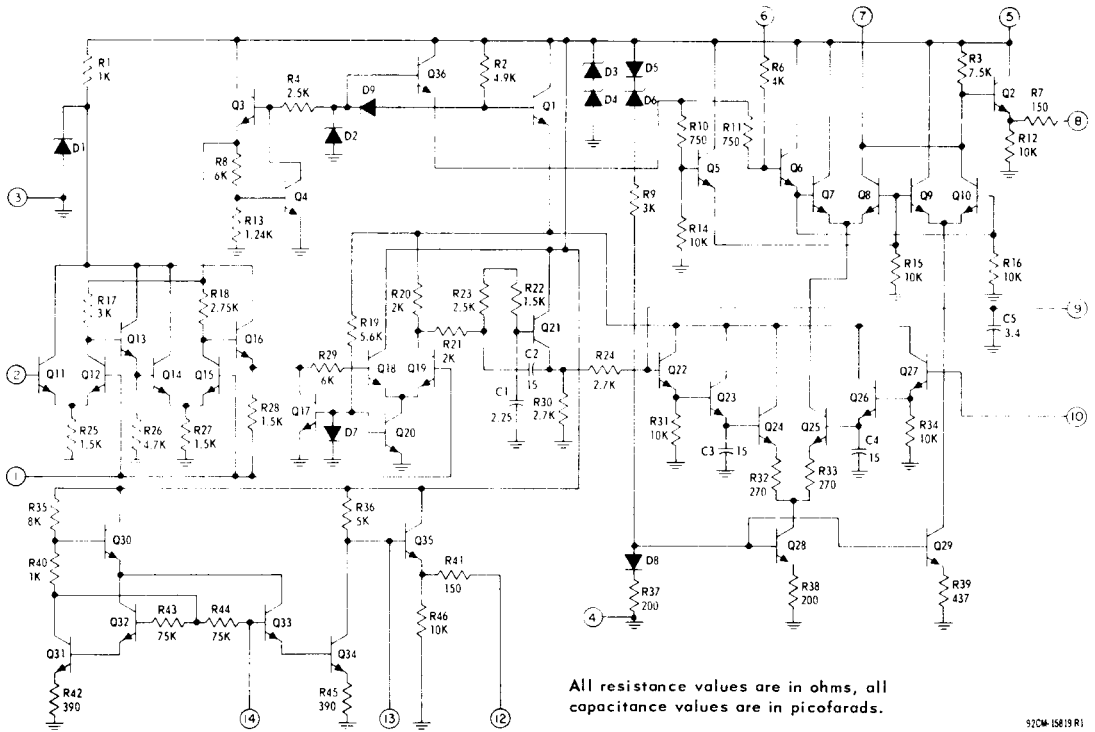 6
7
5
R1
1K
R4
2.5K
D9
Q36
R2
4.9K
Q3
Q1
D3
D4
D5
D6
R6
4K
R3
7.5K
Q2
R7
150
8
R12
10K
D1
D2
R8
6K
Q4
R13
1.24K
3
R10
750
R11
750
Q5
Q6
Q7
Q8
Q9
Q10
R9
3K
R14
10K
R15
10K
R16
10K
R17
3K
R18
2.75K
Q13
Q16
R20
2K
R23
2.5K
R22
1.5K
Q21
R19
5.6K
R21
2K
C5
3.4
9
2
Q11
Q12
Q14
Q15
R29
6K
Q18
Q19
C2
15
R24
2.7K
Q22
Q27
Q17
D7
Q20
C1
2.25
R30
2.7K
Q23
Q24
Q25
Q26
10
R25
1.5K
R26
4.7K
R27
1.5K
R28
1.5K
R31
10K
C3
15
C4
15
R34
10K
R32
270
R33
270
1
R35
8K
Q30
R36
5K
Q35
R40
1K
R41
150
D8
Q28
Q29
R37
200
R38
200
R39
437
4
Q32
R43
75K
R44
75K
Q33
R46
10K
Q31
Q34
R42
390
R45
390
14
13
12
All resistance values are in ohms, all
capacitance values are in picofarads.
92CM-15819R1